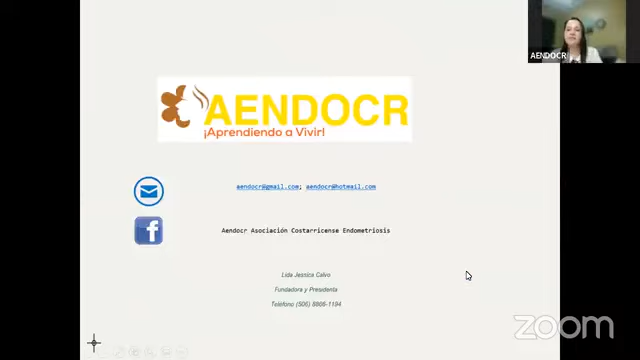 AENDOCR
AENDOCR
¡Aprendiendo a Vivir!
aendocr@gmail.com; aendocr@hotmail.com
f
Aendocr Asociación Costarricense Endometriosis
Lida Jessica Calvo
Fundadora y Presidenta
Teléfono (506) 8806-1194
zoom